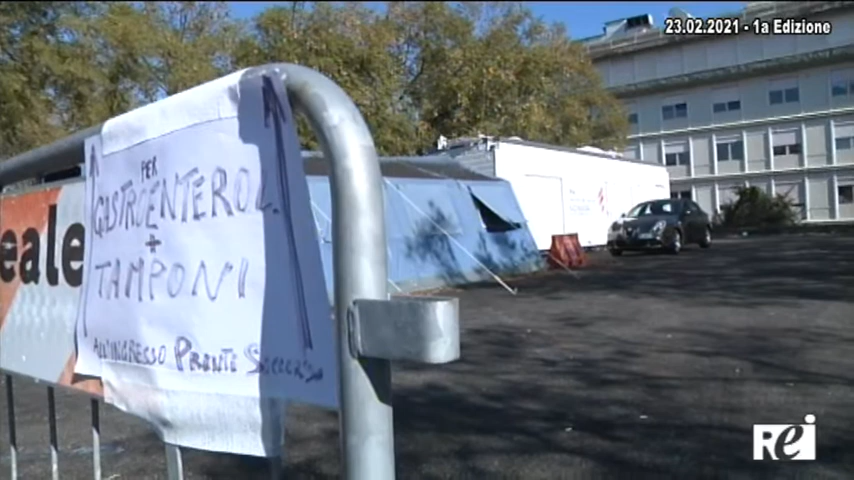 23.02.2021 - 1a Edizione
PER
GASTROENTEROL.
+
TAMPONI
ALL'INGRESSO PRONTO SOCCORSO
eale
REi